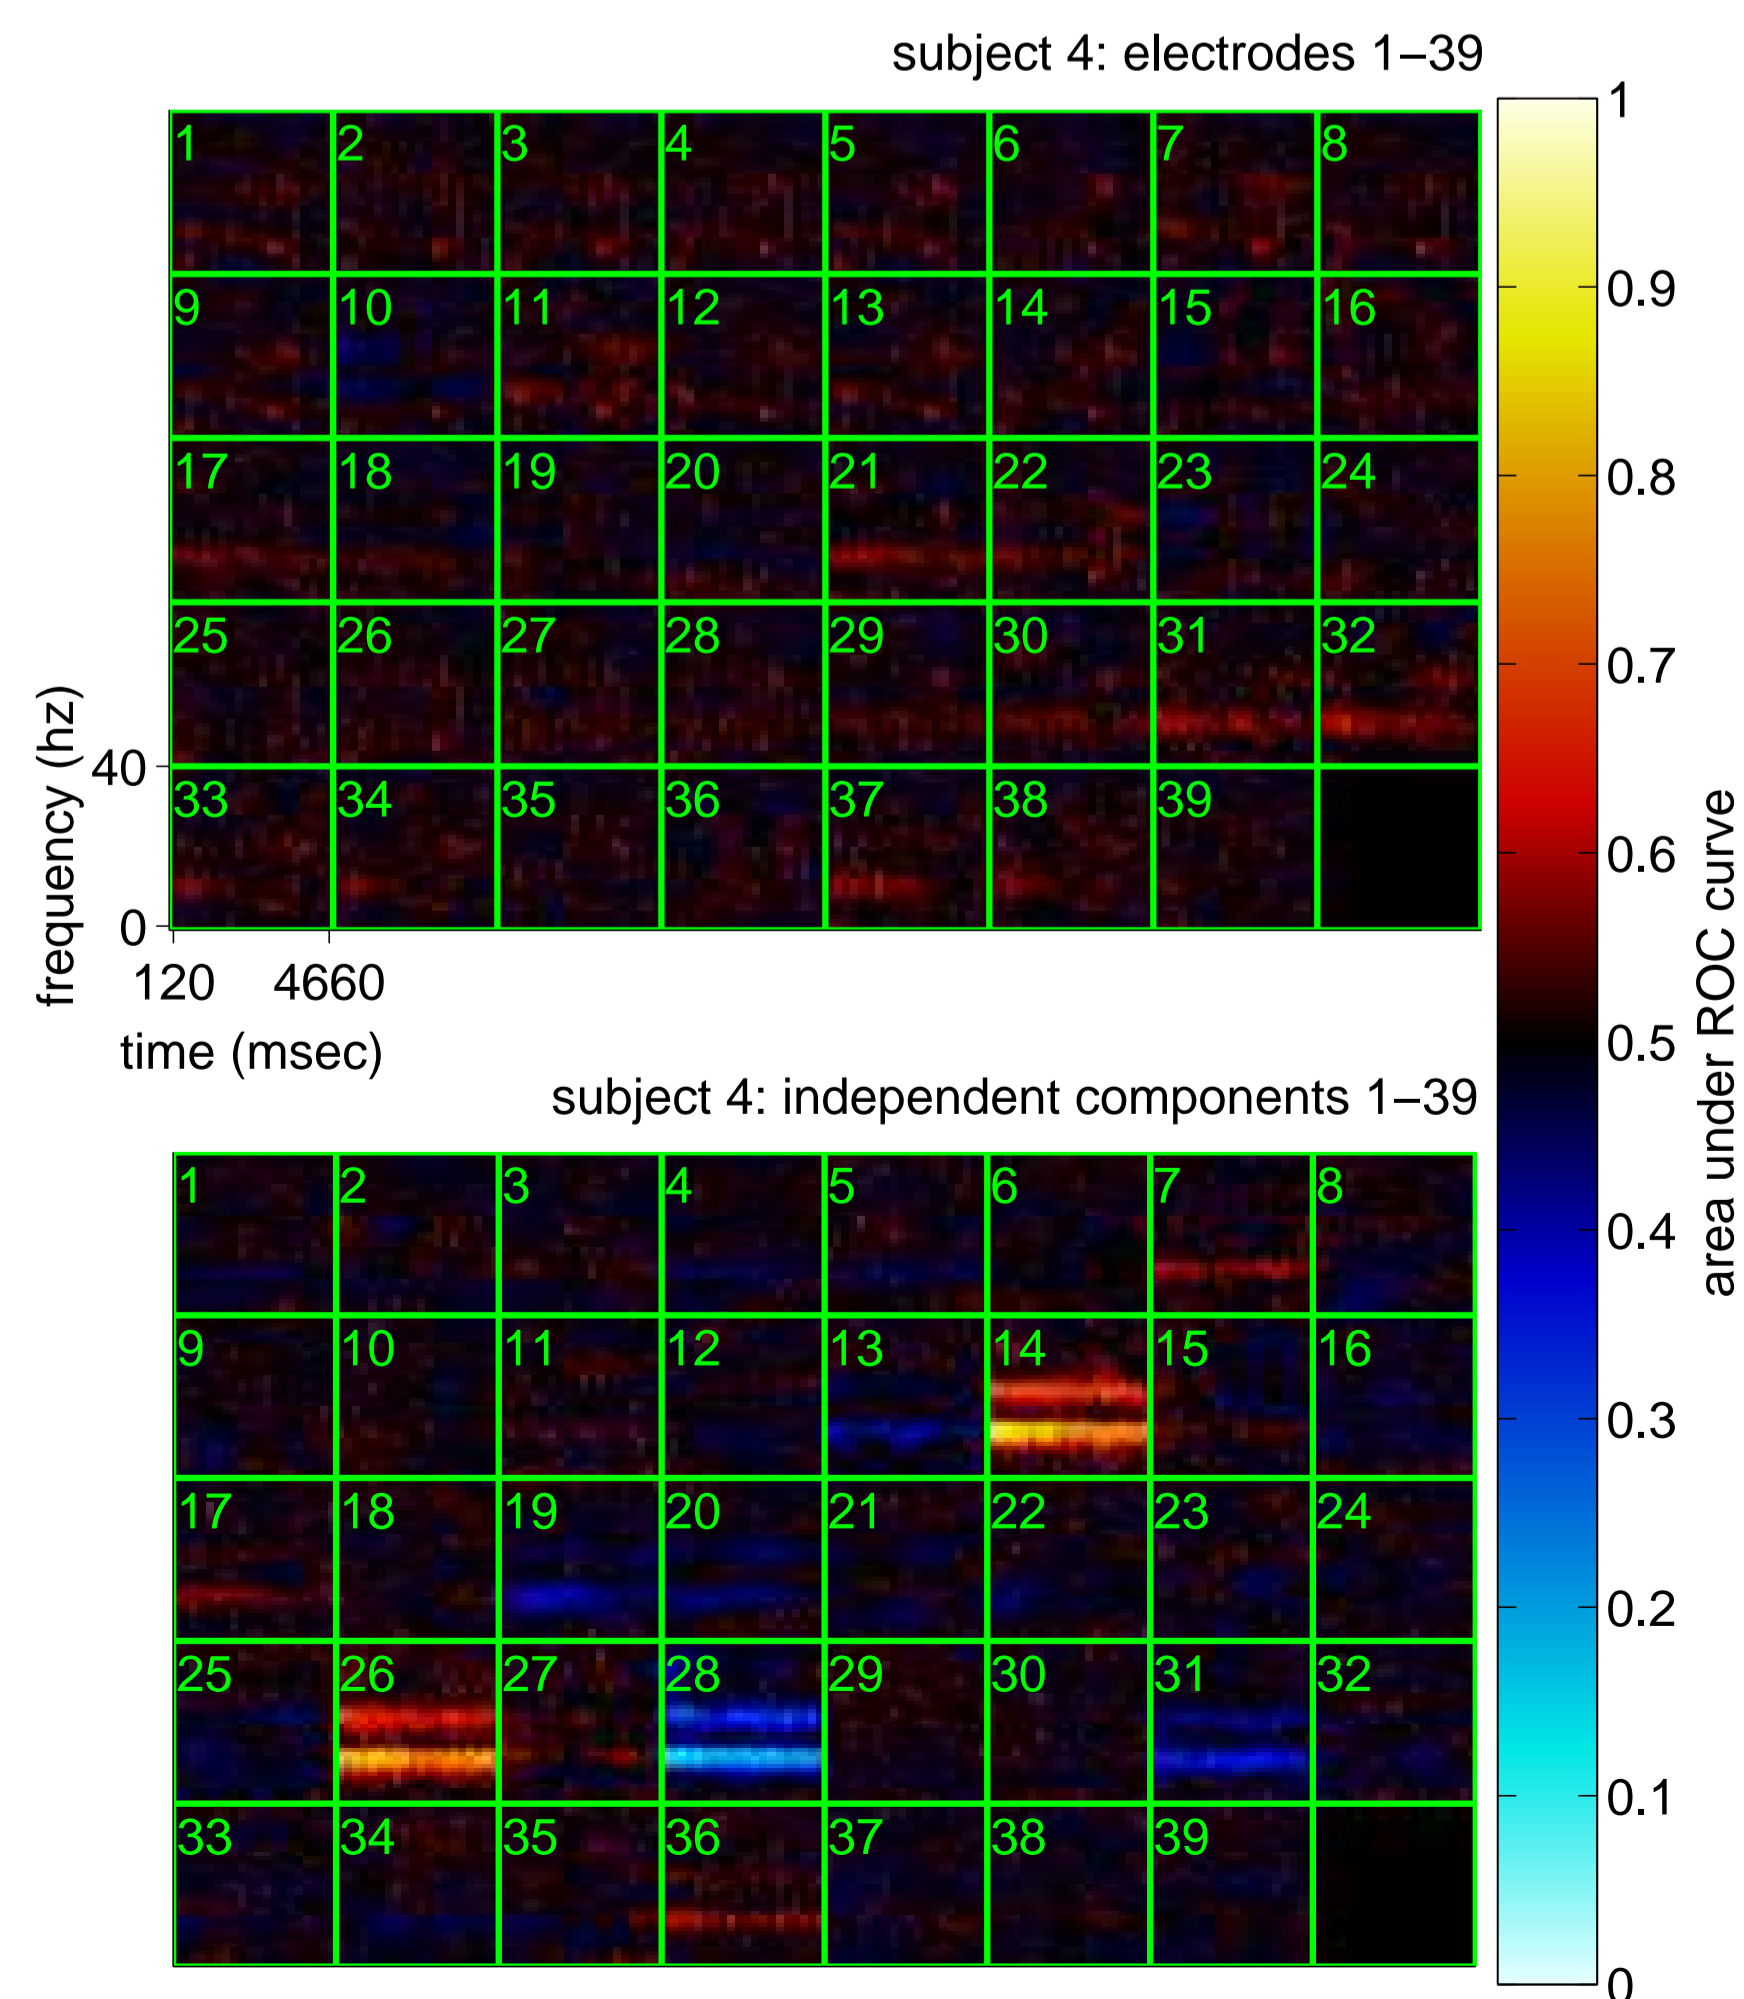 subject 4: electrodes 1–39
1 2 3 4 5 6 7 8
9 10 11 12 13 14 15 16
17 18 19 20 21 22 23 24
25 26 27 28 29 30 31 32
33 34 35 36 37 38 39
frequency (hz)
40
0
120 4660
time (msec)
subject 4: independent components 1–39
1 2 3 4 5 6 7 8
9 10 11 12 13 14 15 16
17 18 19 20 21 22 23 24
25 26 27 28 29 30 31 32
33 34 35 36 37 38 39
1
0.9
0.8
0.7
0.6
0.5
0.4
0.3
0.2
0.1
0
area under ROC curve